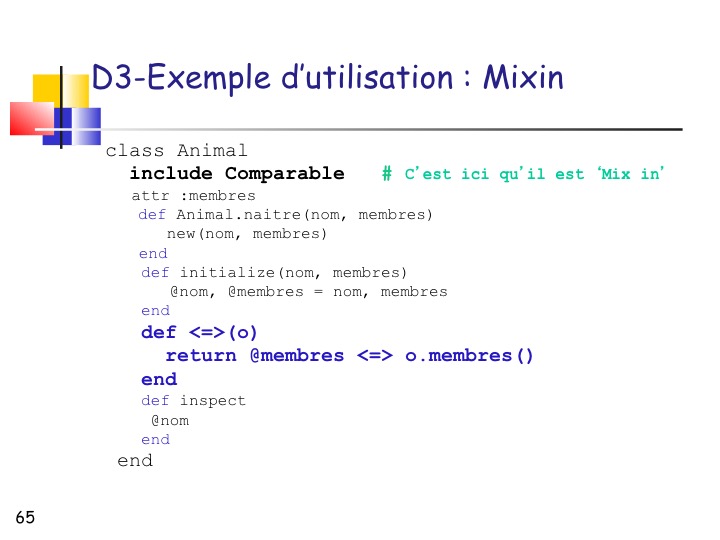 D3-Exemple d’utilisation : Mixin
class Animal
include Comparable # C’est ici qu’il est ‘Mix in’
attr :membres
def Animal.naitre(nom, membres)
new(nom, membres)
end
def initialize(nom, membres)
@nom, @membres = nom, membres
end
def <=>(o)
return @membres <=> o.membres()
end
def inspect
@nom
end
end
65